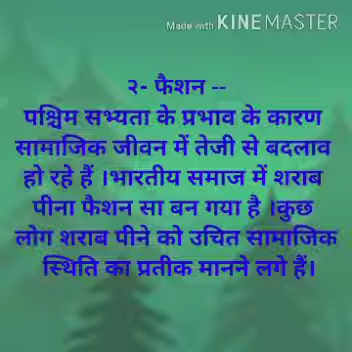 Made with KINEMASTER
२- फैशन --
पश्चिम सभ्यता के प्रभाव के कारण
सामाजिक जीवन में तेजी से बदलाव
हो रहे हैं ।भारतीय समाज में शराब
पीना फैशन सा बन गया है ।कुछ
लोग शराब पीने को उचित सामाजिक
स्थिति का प्रतीक मानने लगे हैं।